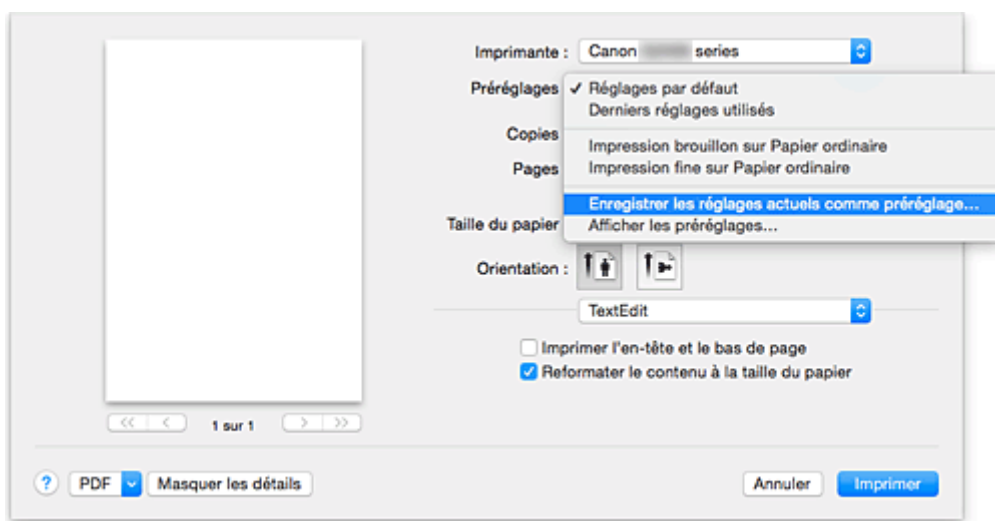 Imprimante : Canon series
Préréglages ✓ Réglages par défaut
Derniers réglages utilisés
Copies
Impression brouillon sur Papier ordinaire
Pages
Impression fine sur Papier ordinaire
Enregistrer les réglages actuels comme préréglage...
Taille du papier
Afficher les préréglages...
Orientation :
TextEdit
Imprimer l'en-tête et le bas de page
Reformater le contenu à la taille du papier
<< < 1 sur 1 > >>
? PDF Masquer les détails Annuler Imprimer